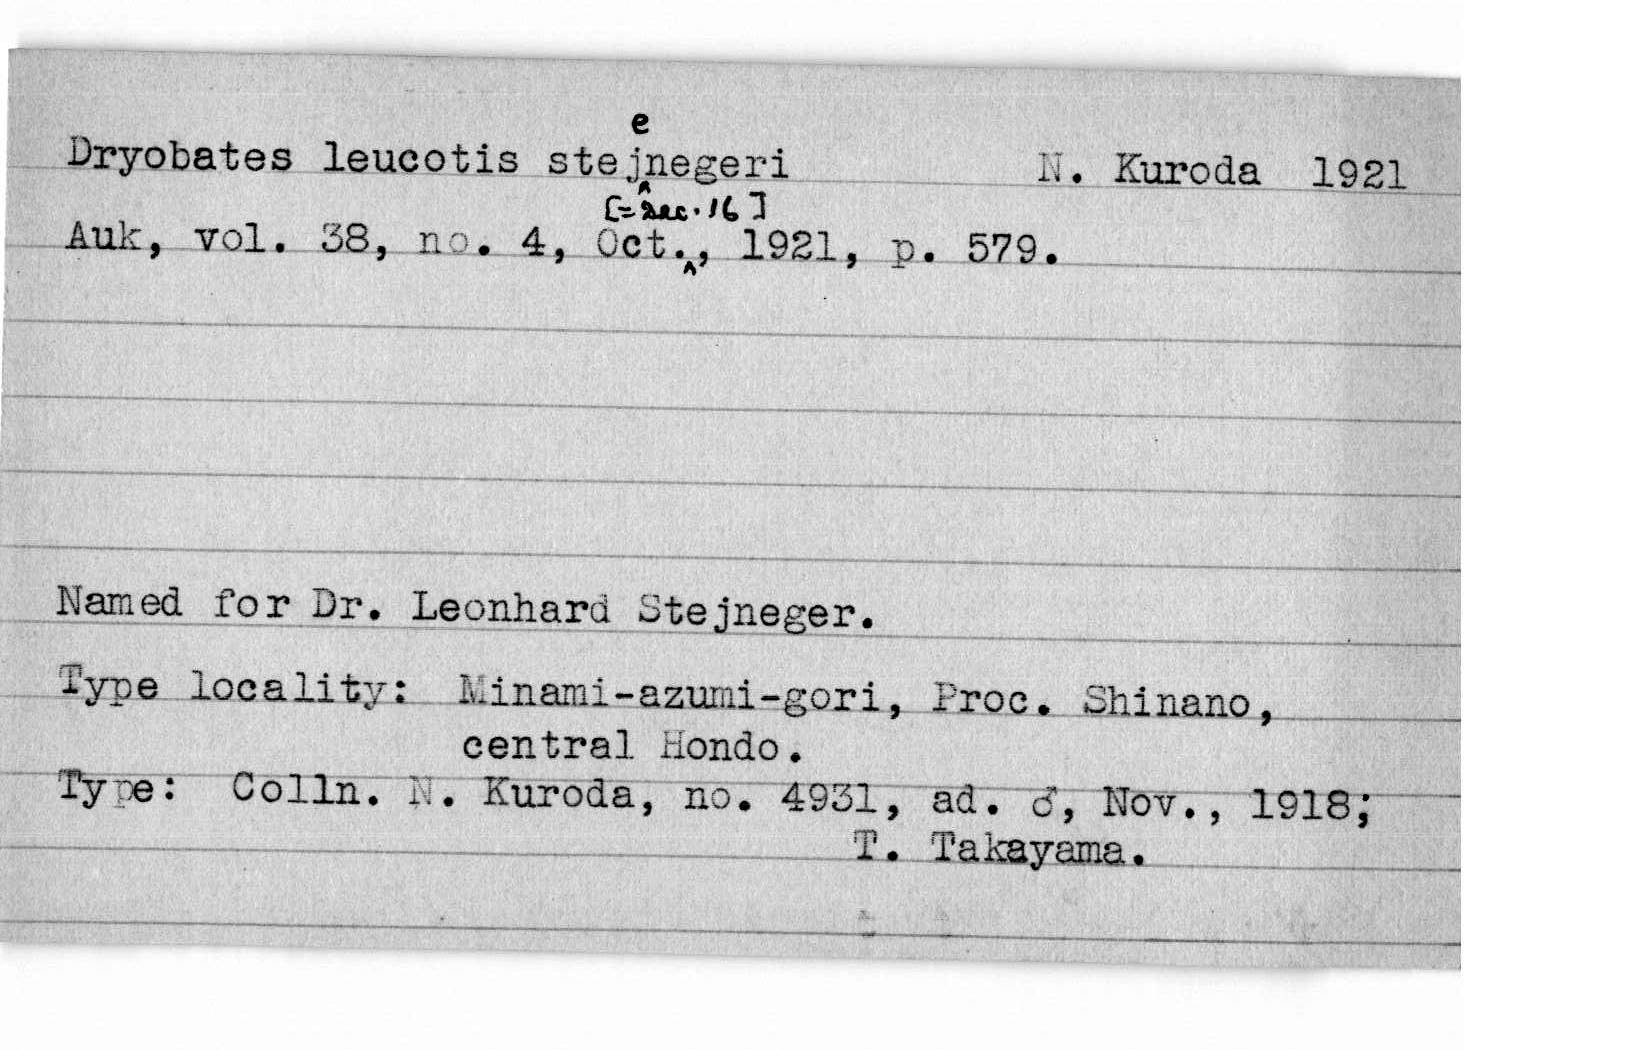 e
Dryobates leucotis stejnegeri N. Kuroda 1921
^
[= Dec. 16]
Auk, vol. 38, no. 4, Oct., 1921, p. 579.
^
Named for Dr. Leonhard Stejneger.
Type locality: Minami-azumi-gori, Proc. Shinano,
central Hondo.
Type: Colln. N. Kuroda, no. 4931, ad. ♂, Nov., 1918;
T. Takayama.